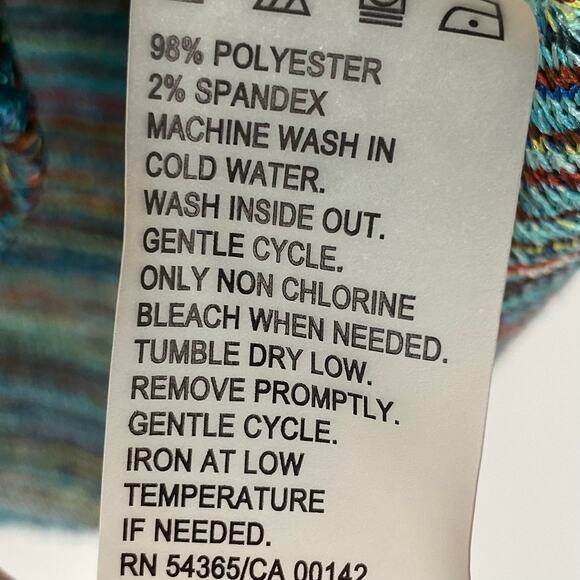 98% POLYESTER
2% SPANDEX
MACHINE WASH IN
COLD WATER.
WASH INSIDE OUT.
GENTLE CYCLE.
ONLY NON CHLORINE
BLEACH WHEN NEEDED.
TUMBLE DRY LOW.
REMOVE PROMPTLY.
GENTLE CYCLE.
IRON AT LOW
TEMPERATURE
IF NEEDED.
RN 54365/CA 00142